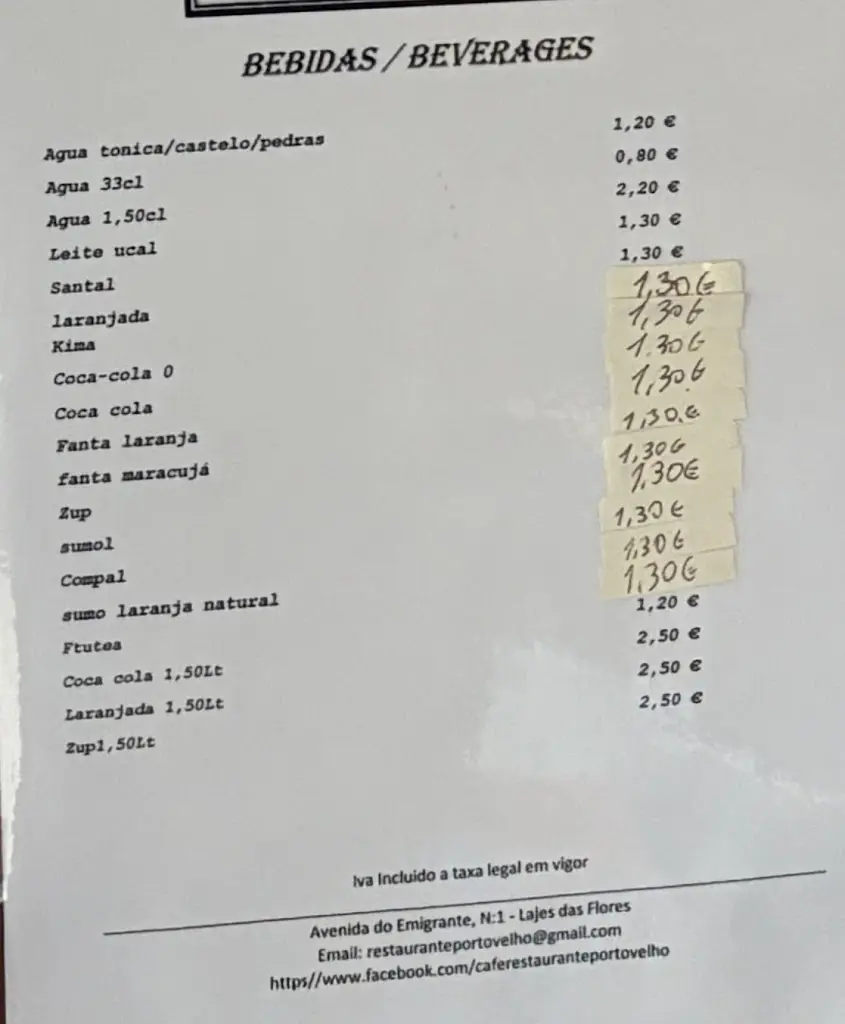 BEBIDAS / BEVERAGES
Agua tonica/castelo/pedras 1,20 €
Agua 33cl 0,80 €
Agua 1,50cl 2,20 €
Leite ucal 1,30 €
Santal 1,30 €
laranjada 1,30€
Kima 1,30€
Coca-cola 0 1.30€
Coca cola 1,30€
Fanta laranja 1,30€
fanta maracujá 1,30€
Zup 1,30€
sumol 1,30€
Compal 1,30€
sumo laranja natural 1,30€
Ftutea 1,20 €
Coca cola 1,50Lt 2,50 €
Laranjada 1,50Lt 2,50 €
Zup1,50Lt 2,50 €
Iva Incluido a taxa legal em vigor
Avenida do Emigrante, N:1 - Lajes das Flores
Email: restauranteportovelho@gmail.com
https//www.facebook.com/caferestauranteportovelho